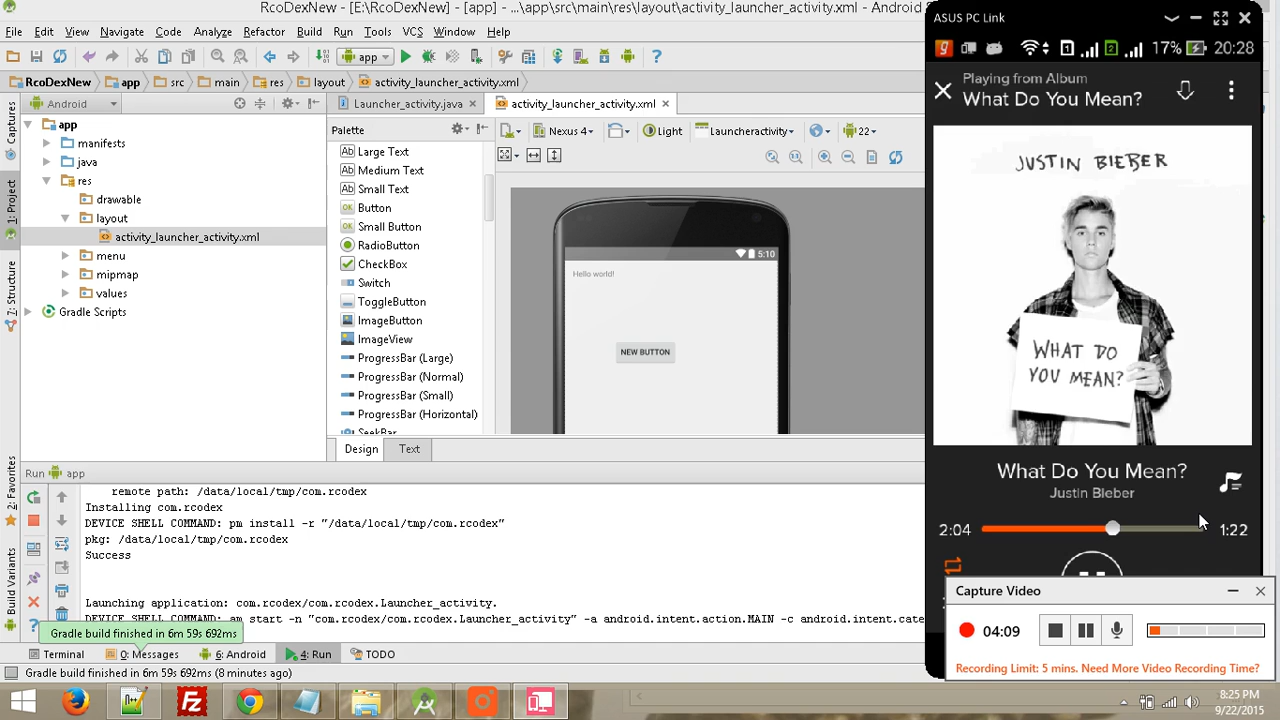 RcoDexNew - [E:\RcoDexNew] - [app] - ...\app\src\main\res\layout\activity_launcher_activity.xml - Android
File Edit View Navigate Code Analyze Refactor Build Run Tools VCS Window Help
app
RcoDexNew app src main res layout activity_launcher_activity.xml
Android
Launcher_activity.java activity_launcher_activity.xml
Captures
1: Project
Z: Structure
2: Favorites
Build Variants
app
manifests
java
res
drawable
layout
activity_launcher_activity.xml
menu
mipmap
values
Gradle Scripts
Palette
Large Text
Medium Text
Small Text
Button
Small Button
RadioButton
CheckBox
Switch
ToggleButton
ImageButton
ImageView
ProgressBar (Large)
ProgressBar (Normal)
ProgressBar (Small)
ProgressBar (Horizontal)
SeekBar
Design Text
Nexus 4 Light Launcheractivity 22
5:10
Hello world!
NEW BUTTON
Run app
remote path: /data/local/tmp/com.rcodex
Installing com.rcodex
DEVICE SHELL COMMAND: pm install -r "/data/local/tmp/com.rcodex"
pkg: /data/local/tmp/com.rcodex
Success
Launching application: com.rcodex/com.rcodex.Launcher_activity.
DEVICE SHELL COMMAND: am start -n "com.rcodex/com.rcodex.Launcher_activity" -a android.intent.action.MAIN -c android.intent.cate
Gradle build finished in 6m 59s 692ms
Terminal 0: Messages 6: Android 4: Run TODO
Gradle build finished in 6m 59s 692ms (8 minutes ago)
ASUS PC Link
1 2 17% 20:28
Playing from Album
What Do You Mean?
JUSTIN BIEBER
WHAT DO
YOU MEAN?
What Do You Mean?
Justin Bieber
2:04 1:22
Capture Video
04:09
Recording Limit: 5 mins. Need More Video Recording Time?
8:25 PM
9/22/2015